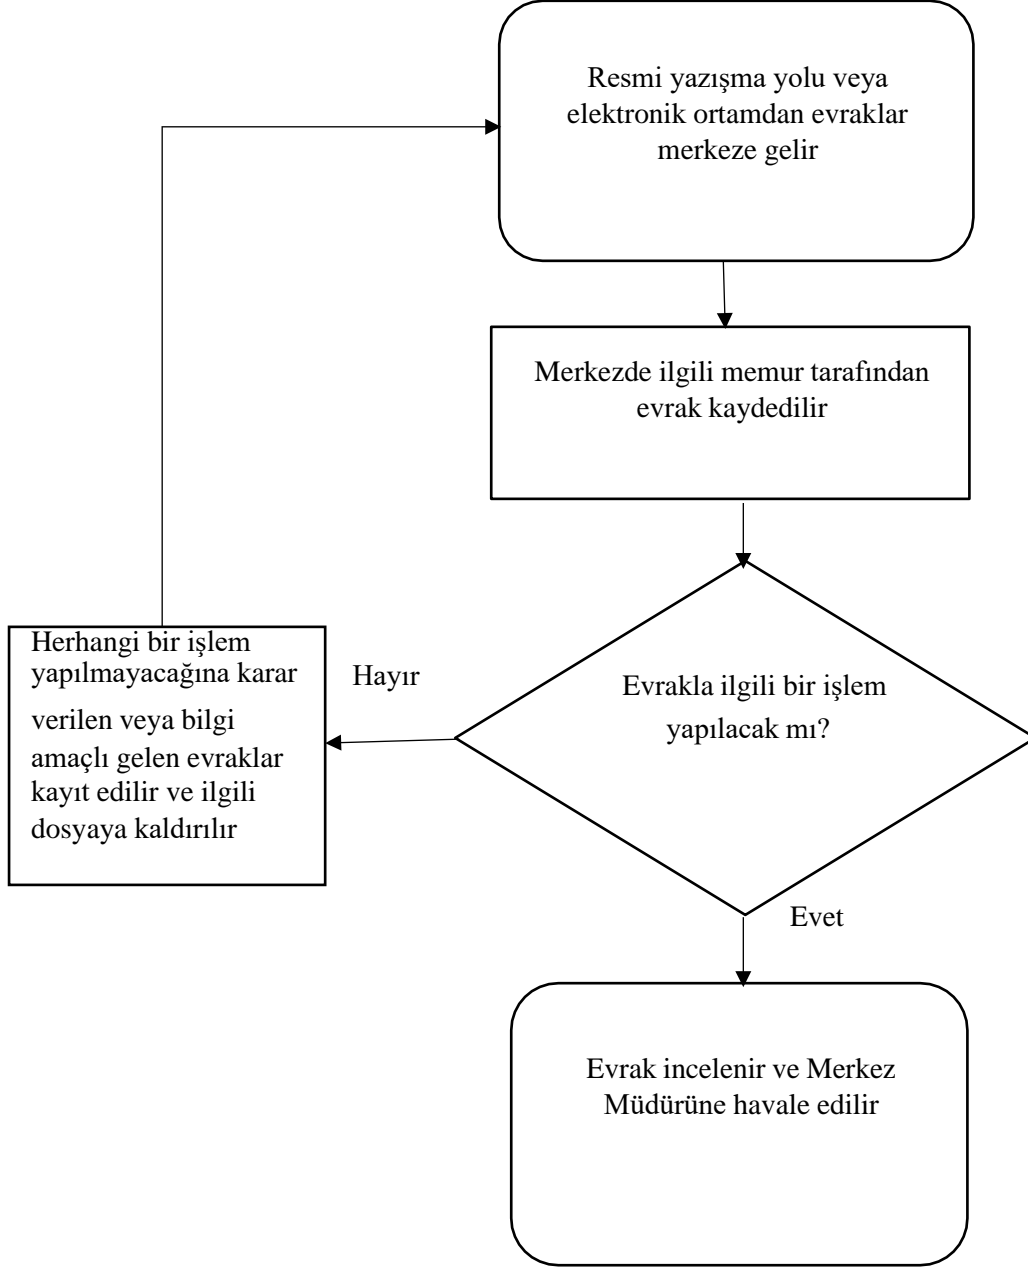 Resmi yazışma yolu veya
elektronik ortamdan evraklar
merkeze gelir
Merkezde ilgili memur tarafından
evrak kaydedilir
Evrakla ilgili bir işlem
yapılacak mı?
Hayır
Herhangi bir işlem
yapılmayacağına karar
verilen veya bilgi
amaçlı gelen evraklar
kayıt edilir ve ilgili
dosyaya kaldırılır
Evet
Evrak incelenir ve Merkez
Müdürüne havale edilir